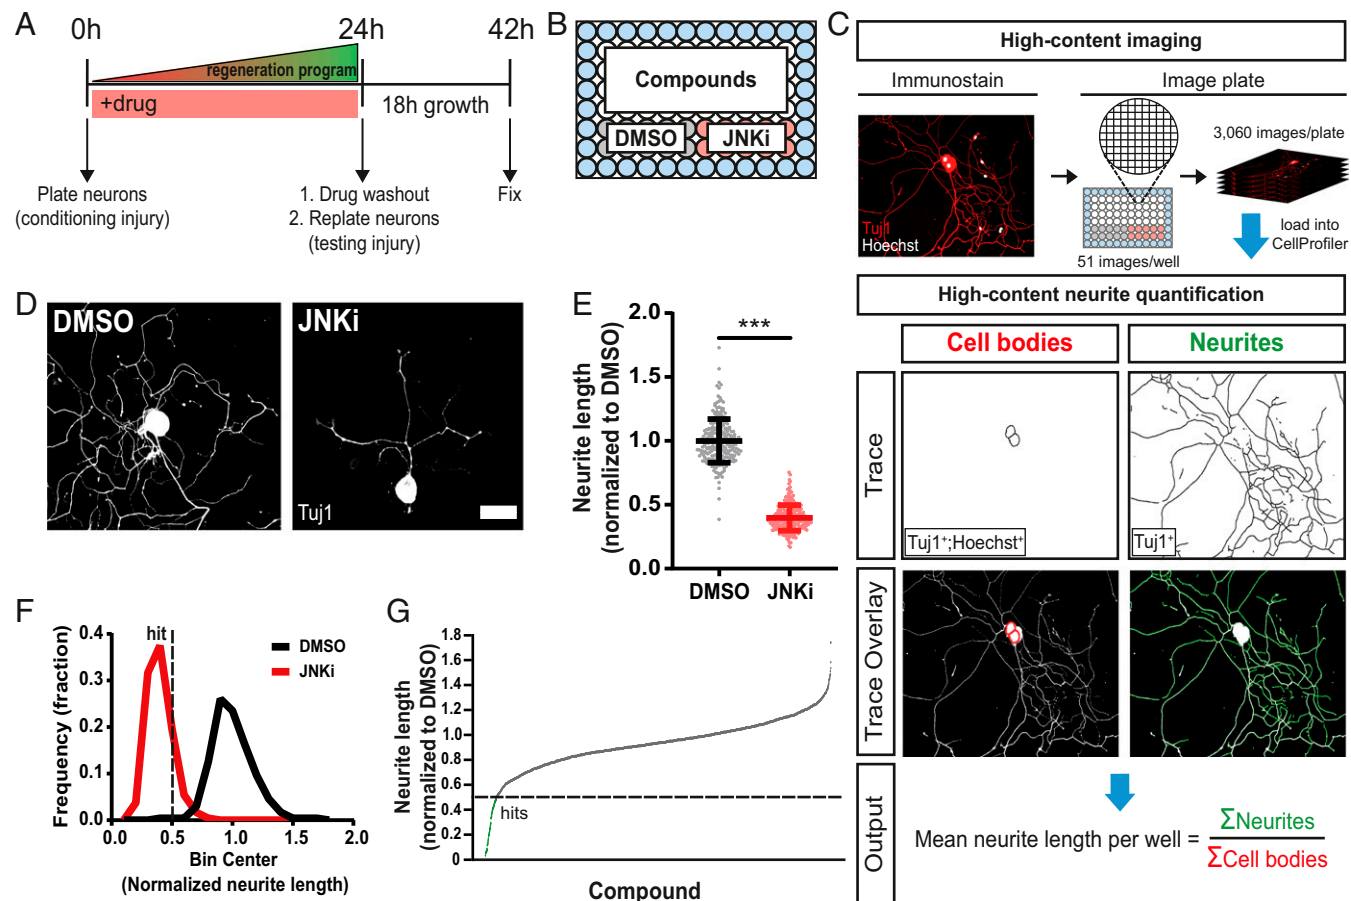 A
0h
24h
42h
regeneration program
+drug
18h growth
Plate neurons
(conditioning injury)
1. Drug washout
2. Replate neurons
(testing injury)
Fix
B
Compounds
DMSO
JNKi
C
High-content imaging
Immunostain
Image plate
Tuj1
Hoechst
51 images/well
3,060 images/plate
load into
CellProfiler
High-content neurite quantification
Cell bodies
Neurites
Trace
Tuj1⁺;Hoechst⁺
Tuj1⁺
Trace Overlay
Output
Mean neurite length per well =
ΣNeurites
ΣCell bodies
D
DMSO
JNKi
Tuj1
E
Neurite length
(normalized to DMSO)
2.0
1.5
1.0
0.5
0.0
***
DMSO
JNKi
F
Frequency (fraction)
0.4
0.3
0.2
0.1
0.0
hit
DMSO
JNKi
0.0
0.5
1.0
1.5
2.0
Bin Center
(Normalized neurite length)
G
Neurite length
(normalized to DMSO)
1.8
1.6
1.4
1.2
1.0
0.8
0.6
0.4
0.2
0
hits
Compound